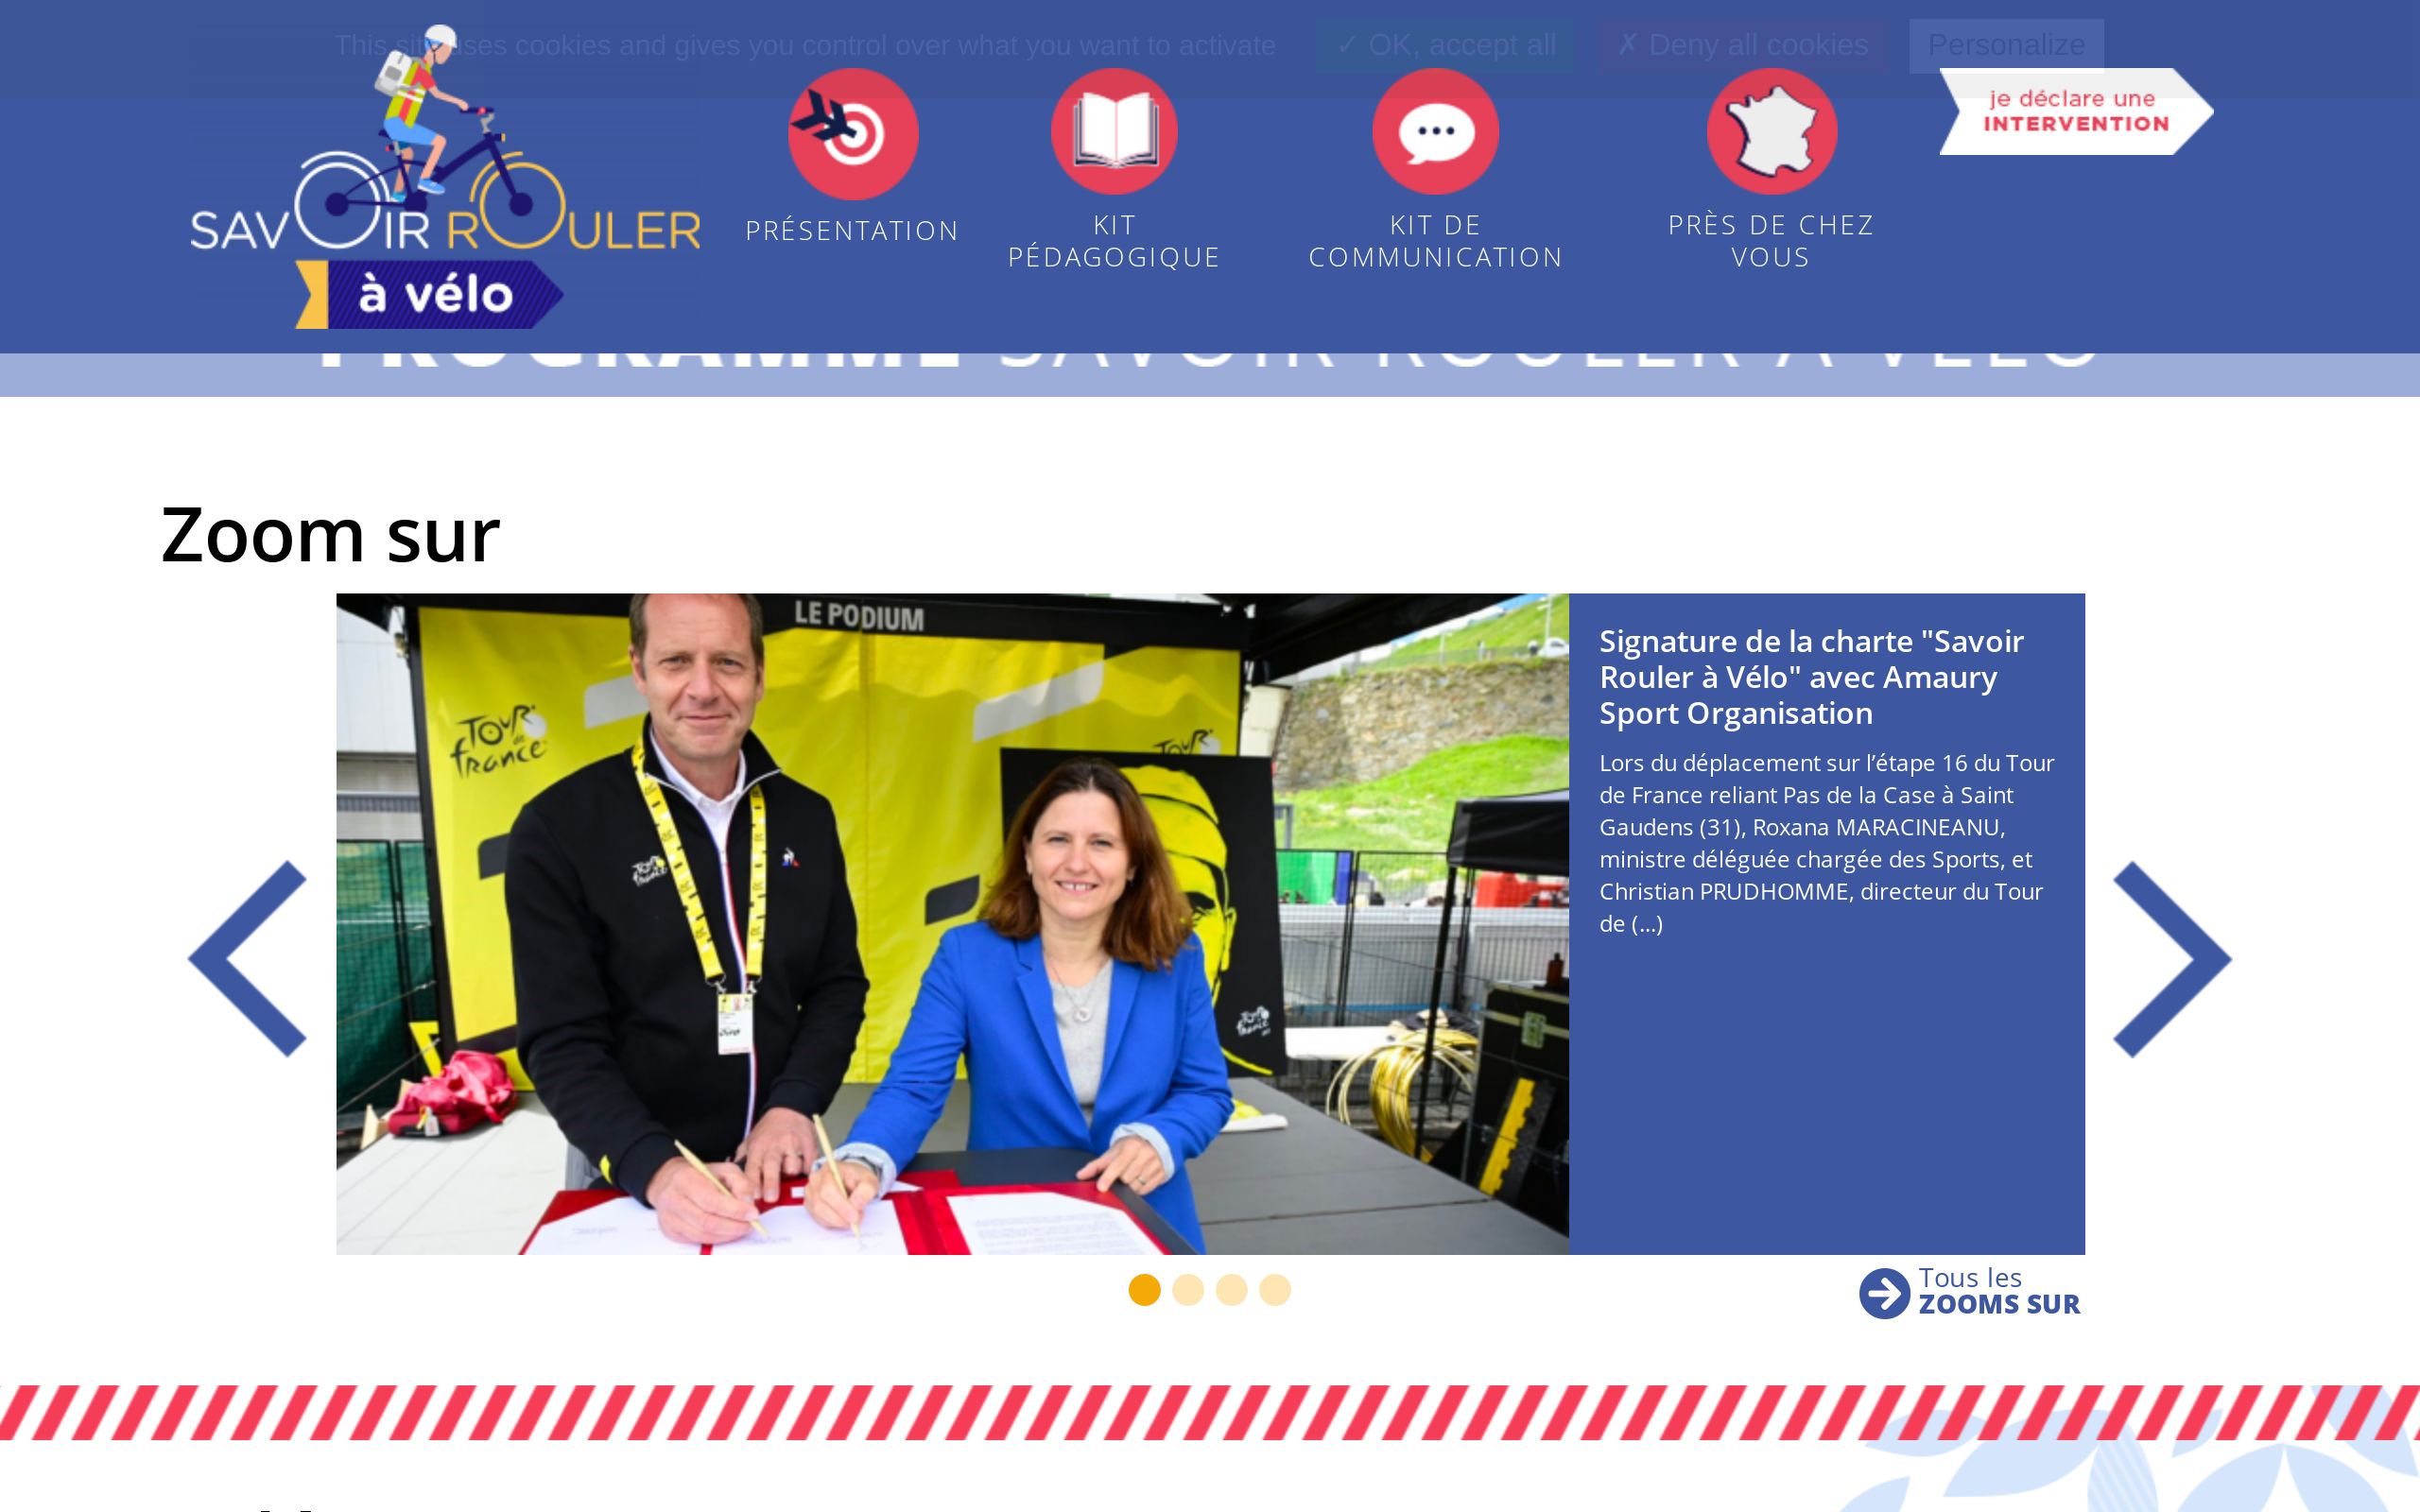 This site uses cookies and gives you control over what you want to activate
✓ OK, accept all
✗ Deny all cookies
Personalize
SAVOIR ROULER
à vélo
PRÉSENTATION
KIT
PÉDAGOGIQUE
KIT DE
COMMUNICATION
PRÈS DE CHEZ
VOUS
je déclare une
INTERVENTION
PROGRAMME SAVOIR ROULER À VÉLO
Zoom sur
LE PODIUM
TOUR de france
TOUR
Tour de france
Signature de la charte "Savoir
Rouler à Vélo" avec Amaury
Sport Organisation
Lors du déplacement sur l’étape 16 du Tour
de France reliant Pas de la Case à Saint
Gaudens (31), Roxana MARACINEANU,
ministre déléguée chargée des Sports, et
Christian PRUDHOMME, directeur du Tour
de (...)
Tous les
ZOOMS SUR